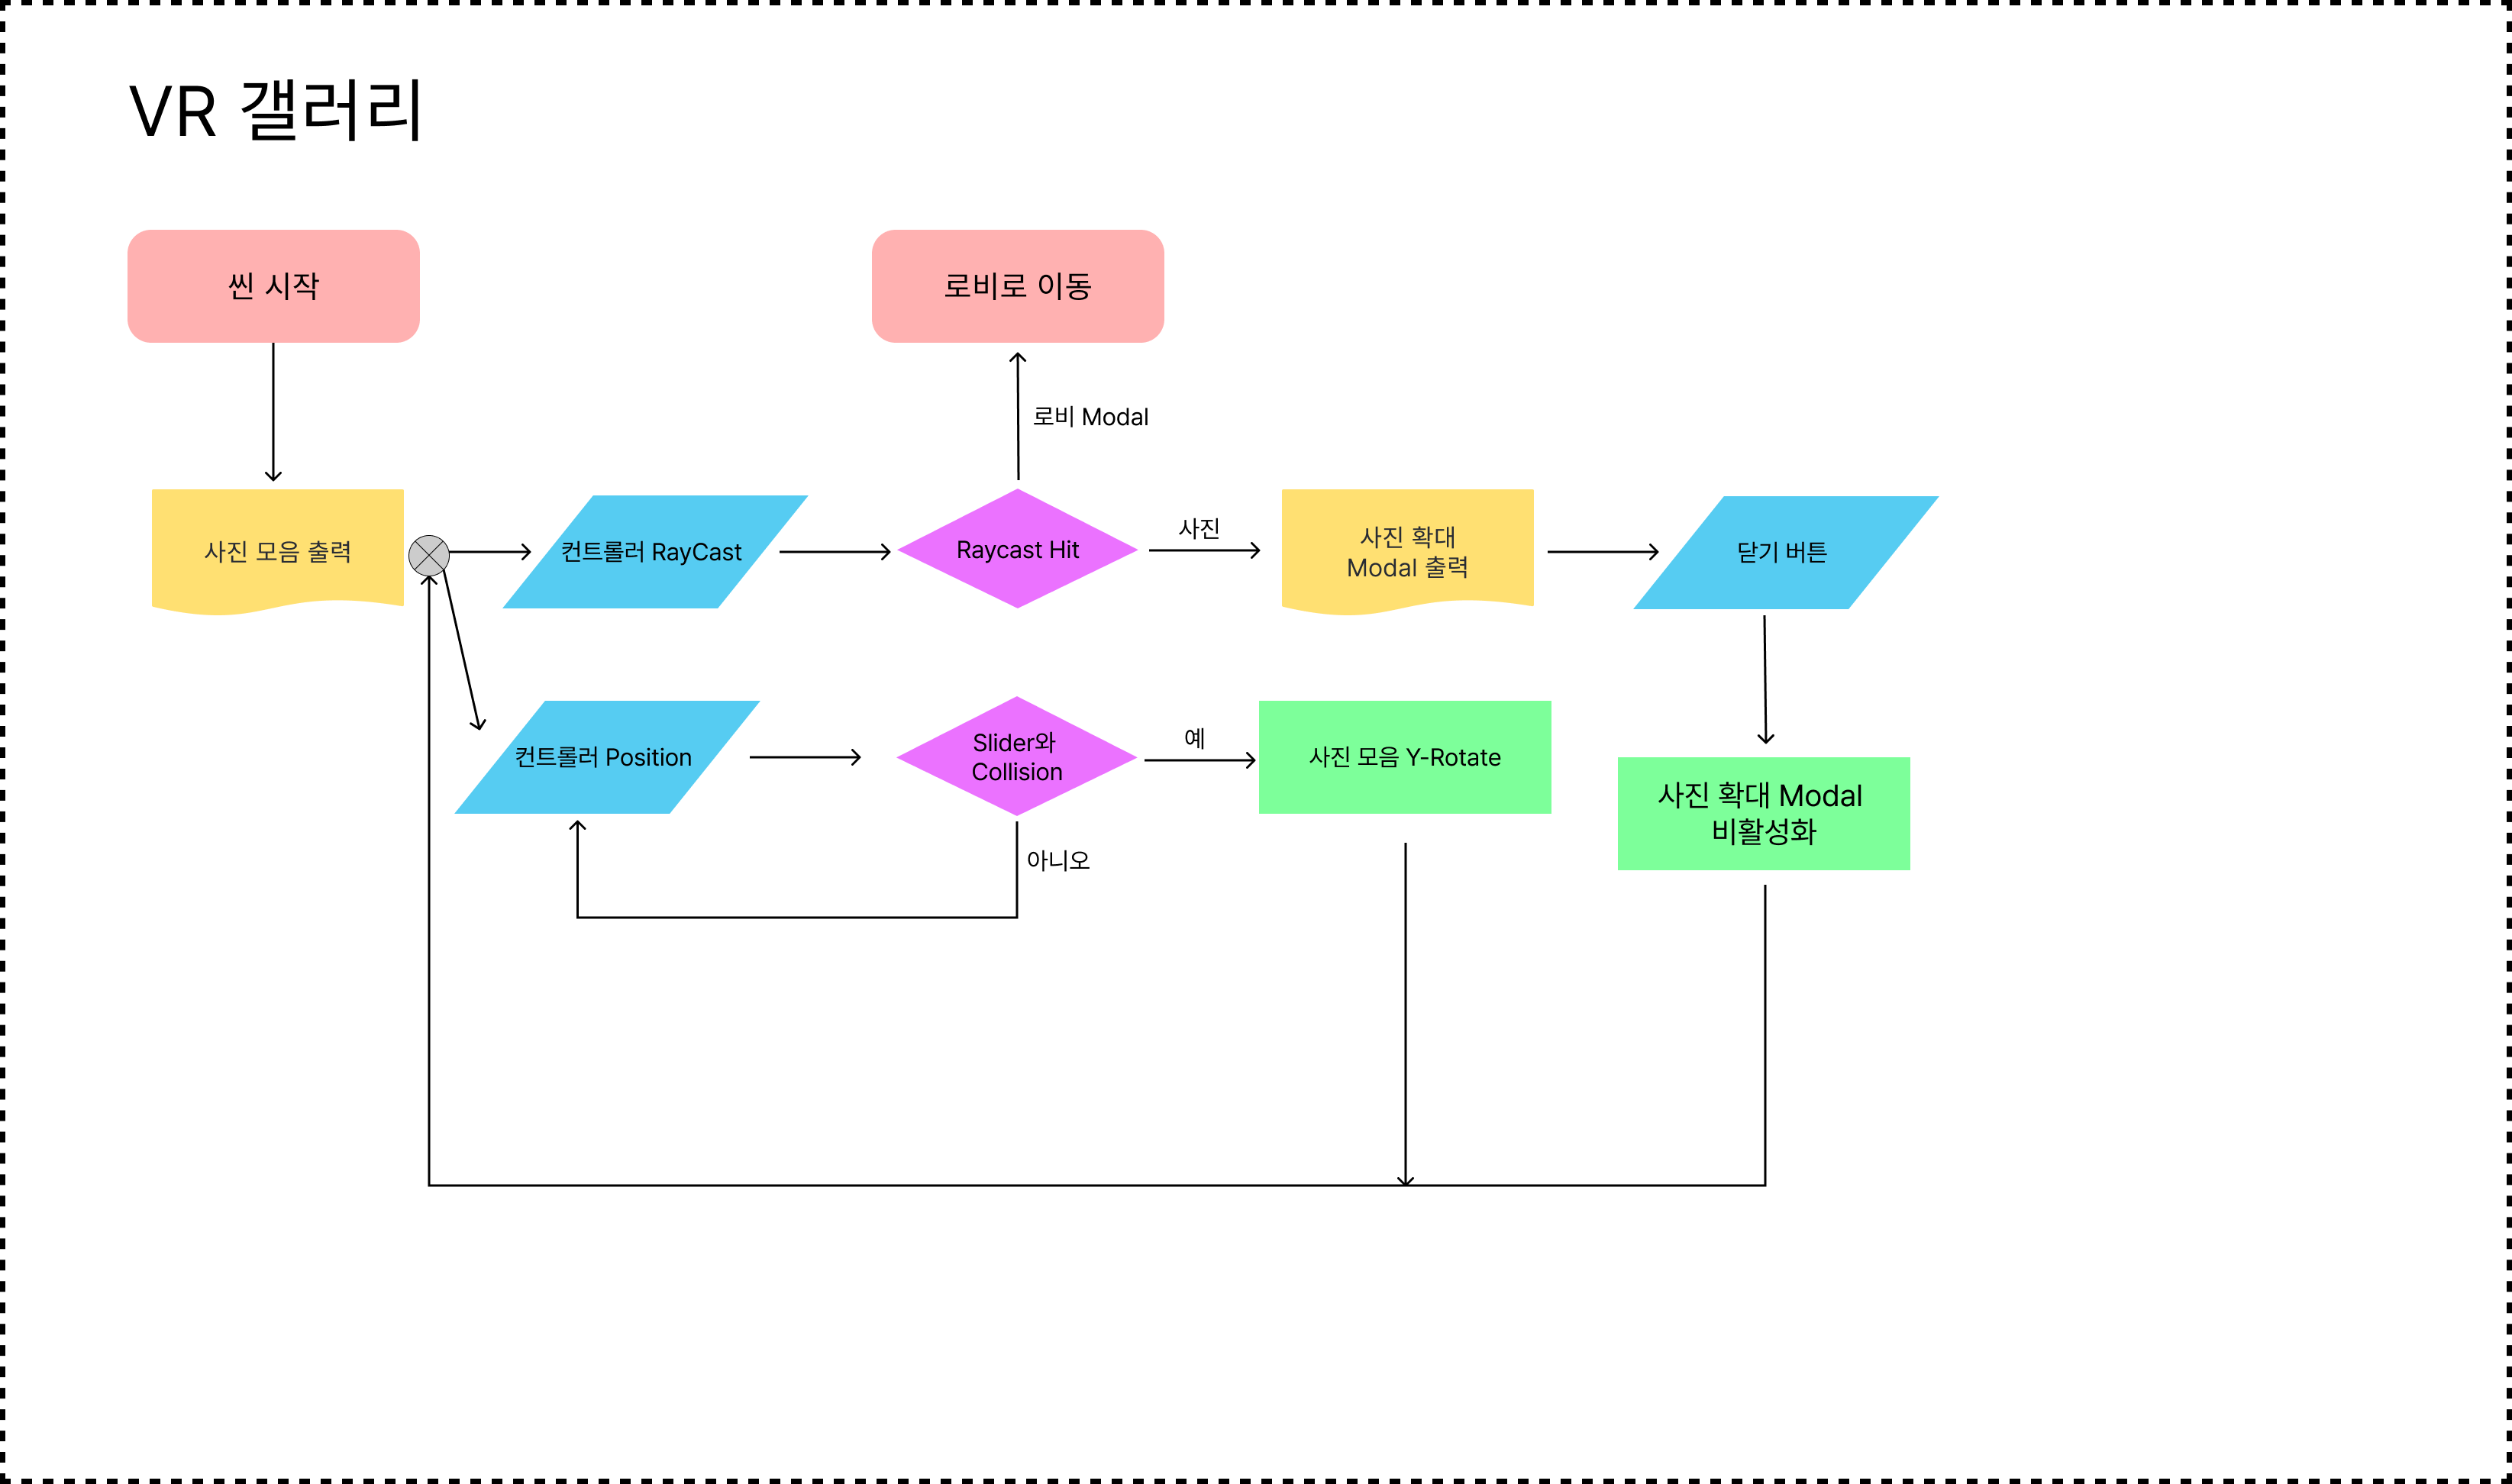 VR 갤러리
씬 시작
로비로 이동
로비 Modal
사진 모음 출력
컨트롤러 RayCast
Raycast Hit
사진
사진 확대
Modal 출력
닫기 버튼
컨트롤러 Position
Slider와
Collision
예
사진 모음 Y-Rotate
사진 확대 Modal
비활성화
아니오